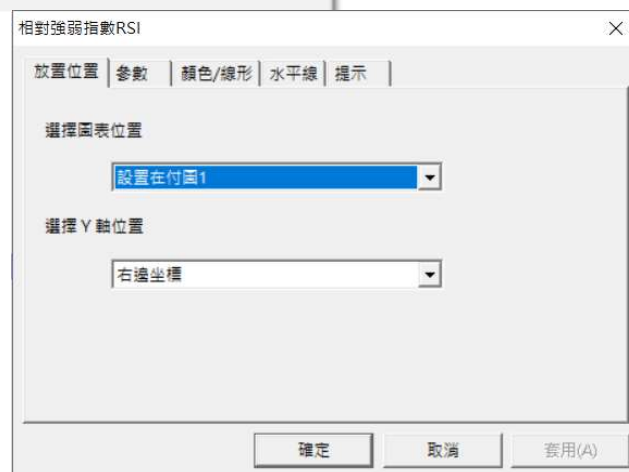 相對強弱指數RSI
放置位置 參數 顏色/線形 水平線 提示
選擇圖表位置
設置在付圖1
選擇 Y 軸位置
右邊坐標
確定 取消 套用(A)